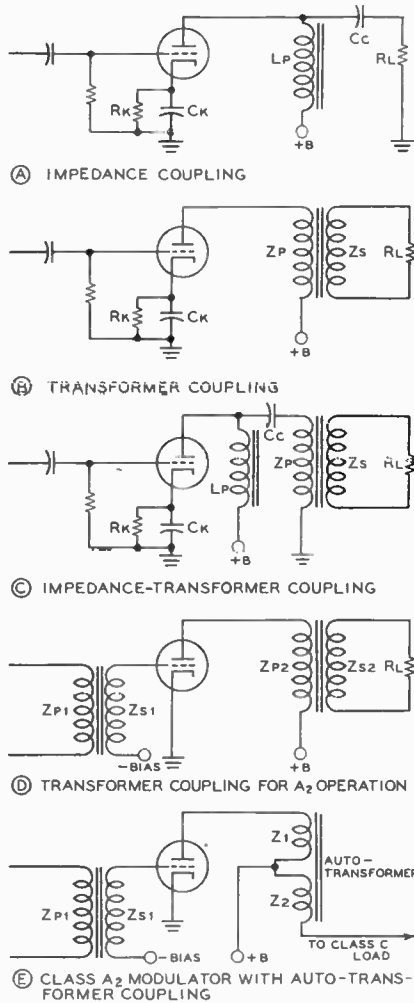 CC
LP
RL
RK
CK
+B
Ⓐ IMPEDANCE COUPLING
ZP
ZS
RL
RK
CK
+B
Ⓑ TRANSFORMER COUPLING
CC
LP
ZP
ZS
RL
RK
CK
+B
Ⓒ IMPEDANCE-TRANSFORMER COUPLING
ZP1
ZS1
-BIAS
ZP2
ZS2
RL
+B
Ⓓ TRANSFORMER COUPLING FOR A2 OPERATION
Z1
AUTO-
TRANSFORMER
Z2
ZP1
ZS1
-BIAS
+B
TO CLASS C
LOAD
Ⓔ CLASS A2 MODULATOR WITH AUTO-TRANS-
FORMER COUPLING